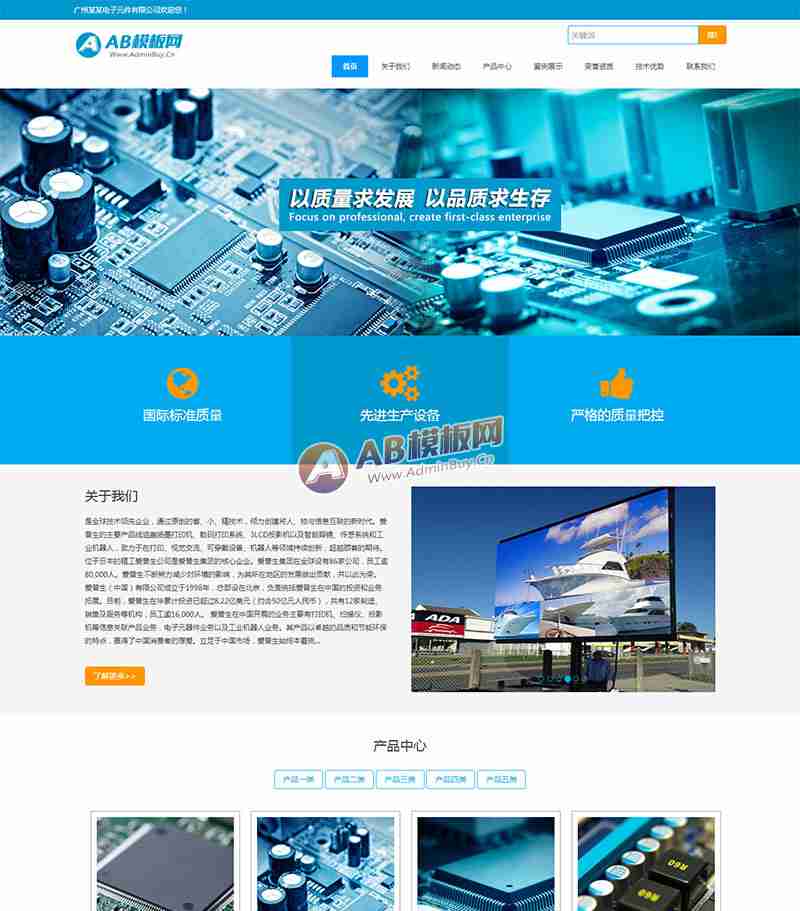 广州某某电子元件有限公司欢迎您！
AB模板网
Www.AdminBuy.Cn
关键词
首页
关于我们
新闻动态
产品中心
案例展示
荣誉资质
技术优势
联系我们
以质量求发展 以品质求生存
Focus on professional, create first-class enterprise
国际标准质量
先进生产设备
严格的质量把控
AB模板网
Www.AdminBuy.Cn
关于我们
是全球技术领先企业，通过原创的省、小、精技术，倾力创建将人、物与信息互联的新时代。爱
普生的主要产品线涵盖喷墨打印机、数码打印系统、3LCD投影机以及智能眼镜、传感系统和工
业机器人，致力于在打印、视觉交流、可穿戴设备、机器人等领域持续创新，超越顾客的期待。
位于日本的精工爱普生公司是爱普生集团的核心企业。爱普生集团在全球设有86家公司，员工逾
80,000人。爱普生不断努力减少对环境的影响，为其所在地区的发展做出贡献，并以此为荣。
爱普生（中国）有限公司成立于1998年，总部设在北京，负责统括爱普生在中国的投资和业务
拓展。目前，爱普生在华累计投资已超过6.22亿美元（约合50亿元人民币），共有12家制造、
销售及服务等机构，员工逾16,000人。 爱普生在中国开展的业务主要有打印机、扫描仪、投影
机等信息关联产品业务、电子元器件业务以及工业机器人业务。其产品以卓越的品质和节能环保
的特点，赢得了中国消费者的厚爱。立足于中国市场，爱普生始终本着充...
了解更多>>
ADA
产品中心
产品一类
产品二类
产品三类
产品四类
产品五类
R60
R60